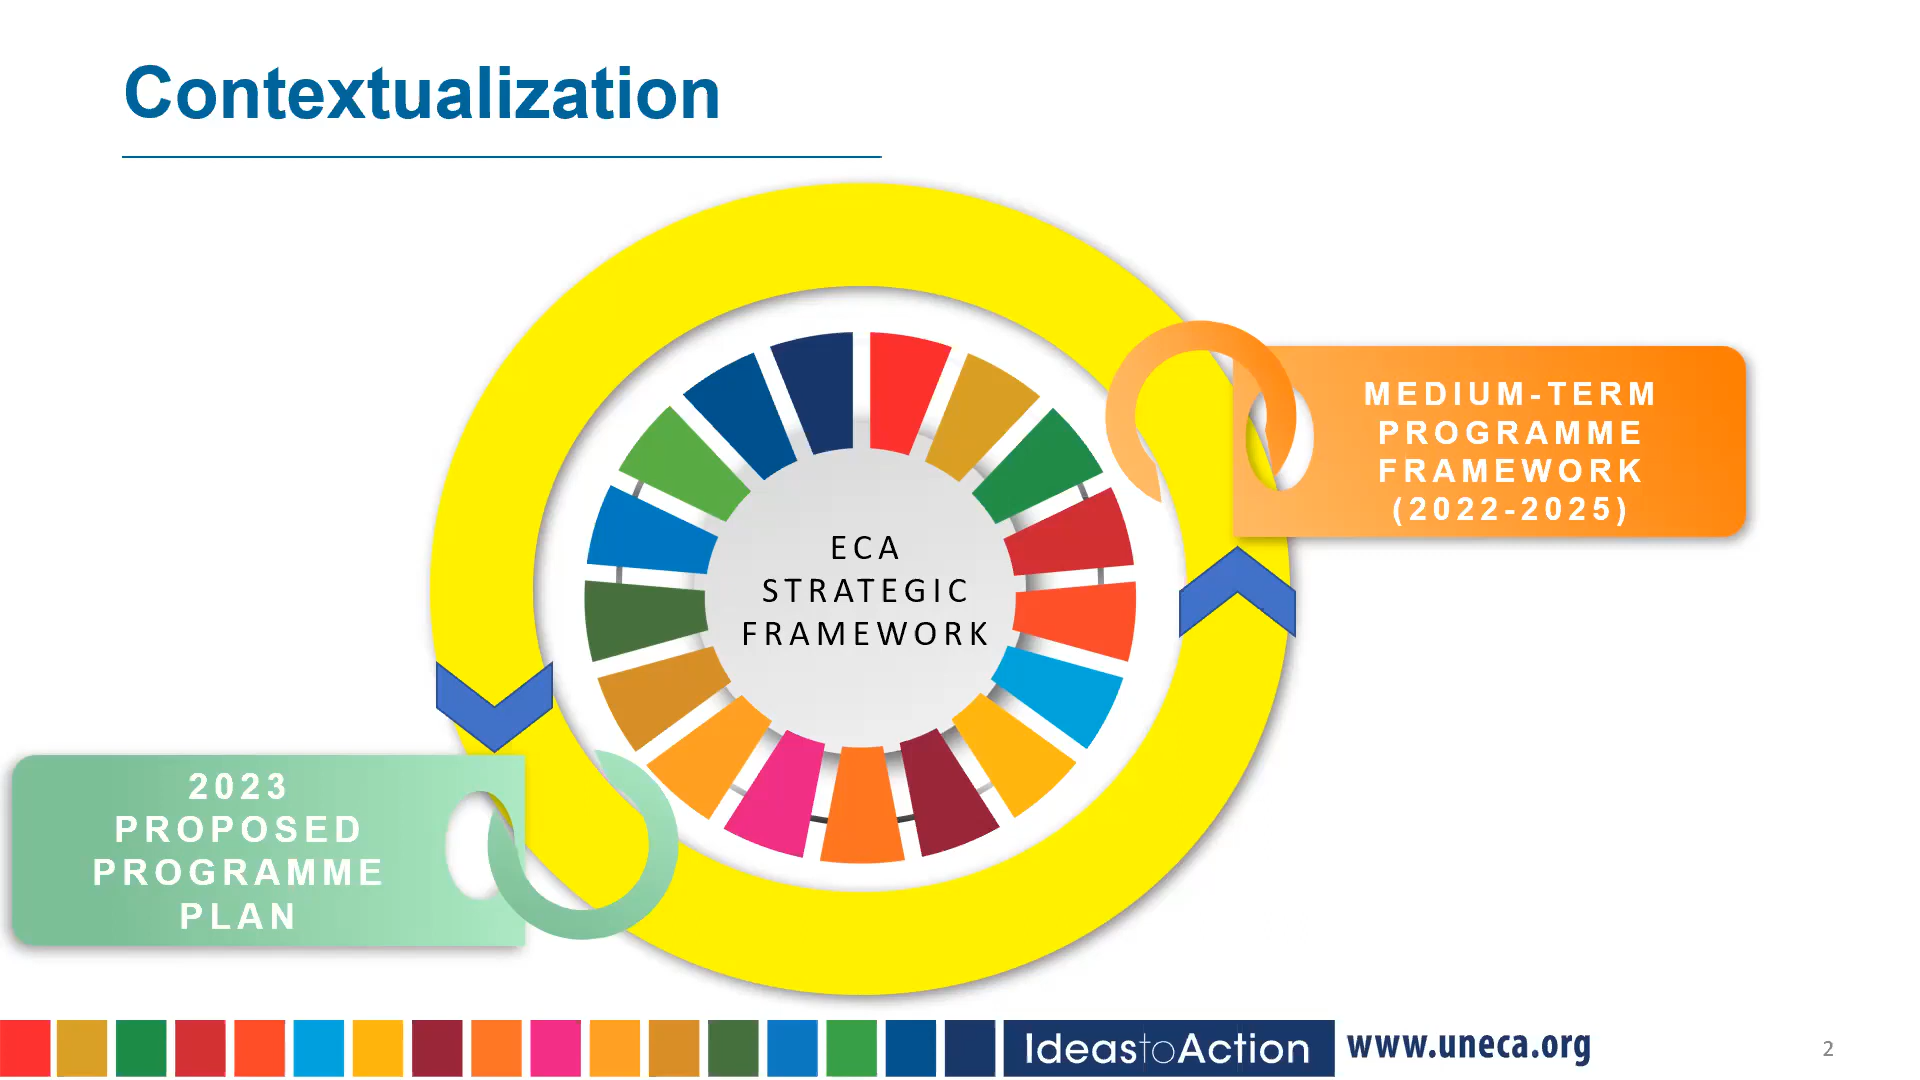 Contextualization
MEDIUM-TERM
PROGRAMME
FRAMEWORK
(2022-2025)
ECA
STRATEGIC
FRAMEWORK
2023
PROPOSED
PROGRAMME
PLAN
IdeastoAction
www.uneca.org
2